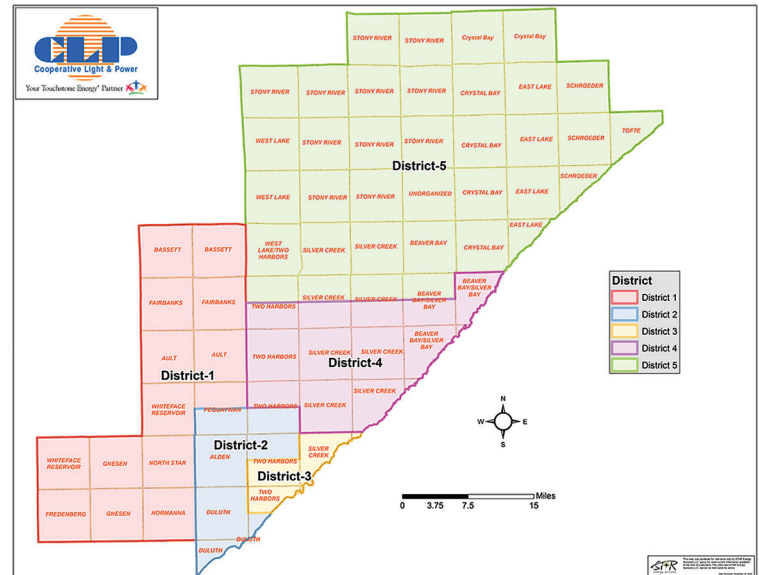 CLP
Cooperative Light & Power
Your Touchstone Energy® Partner
STONY RIVER
STONY RIVER
Crystal Bay
Crystal Bay
STONY RIVER
STONY RIVER
STONY RIVER
STONY RIVER
CRYSTAL BAY
EAST LAKE
SCHROEDER
WEST LAKE
STONY RIVER
STONY RIVER
STONY RIVER
CRYSTAL BAY
EAST LAKE
SCHROEDER
TOFTE
District-5
WEST LAKE
STONY RIVER
STONY RIVER
UNORGANIZED
CRYSTAL BAY
EAST LAKE
SCHROEDER
BASSETT
BASSETT
WEST
LAKE/TWO
HARBORS
SILVER CREEK
SILVER CREEK
BEAVER BAY
CRYSTAL BAY
EAST LAKE
FAIRBANKS
FAIRBANKS
TWO HARBORS
SILVER CREEK
SILVER CREEK
BEAVER
BAY/SILVER
BAY
BEAVER
BAY/SILVER
BAY
AULT
AULT
TWO HARBORS
SILVER CREEK
SILVER CREEK
BEAVER
BAY/SILVER
BAY
District-1
District-4
WHITEFACE
RESERVOIR
PEQUAYWAN
TWO HARBORS
SILVER CREEK
SILVER CREEK
District-2
WHITEFACE
RESERVOIR
GNESEN
NORTH STAR
ALDEN
TWO HARBORS
SILVER
CREEK
District-3
FREDENBERG
GNESEN
NORMANNA
DULUTH
TWO
HARBORS
DULUTH
DULUTH
District
District 1
District 2
District 3
District 4
District 5
N
W
E
S
Miles
0
3.75
7.5
15